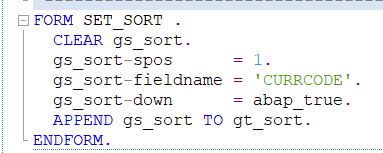 FORM SET_SORT .
CLEAR gs_sort.
gs_sort-spos = 1.
gs_sort-fieldname = 'CURRCODE'.
gs_sort-down = abap_true.
APPEND gs_sort TO gt_sort.
ENDFORM.